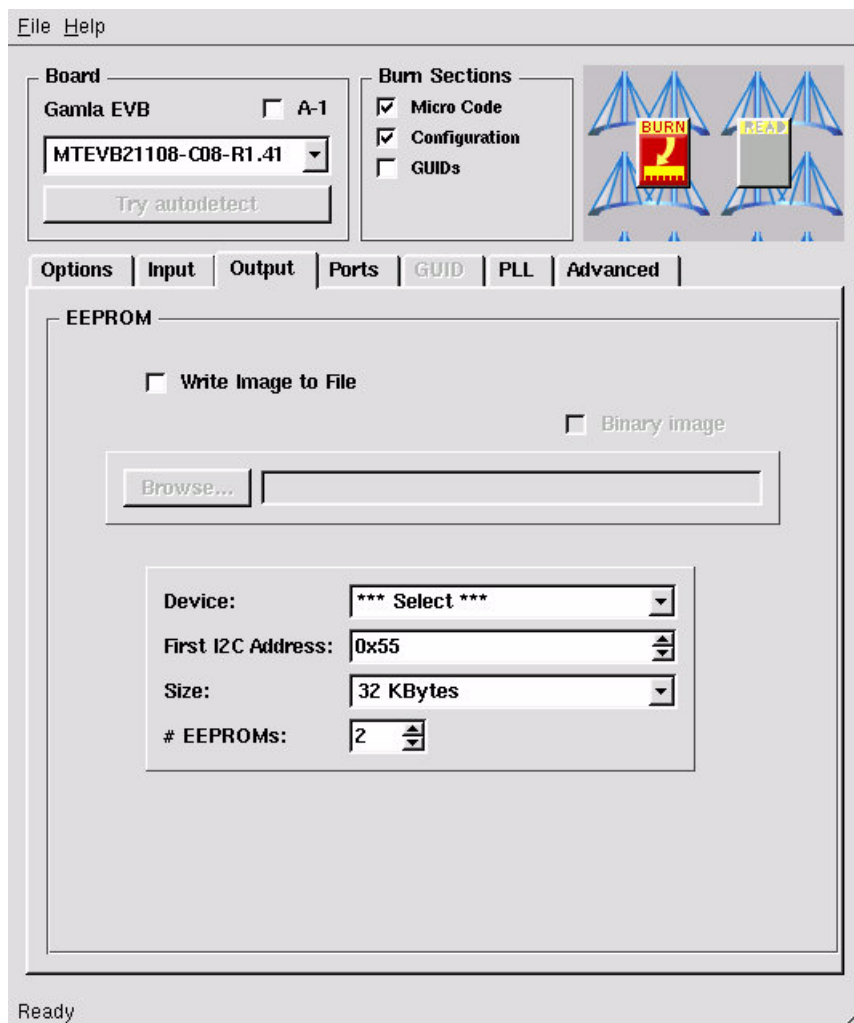 File Help
Board
Gamla EVB A-1
MTEVB21108-C08-R1.41
Try autodetect
Burn Sections
Micro Code
Configuration
GUIDs
BURN
READ
Options Input Output Ports GUID PLL Advanced
EEPROM
Write Image to File
Binary image
Browse...
Device: *** Select ***
First I2C Address: 0x55
Size: 32 KBytes
# EEPROMs: 2
Ready